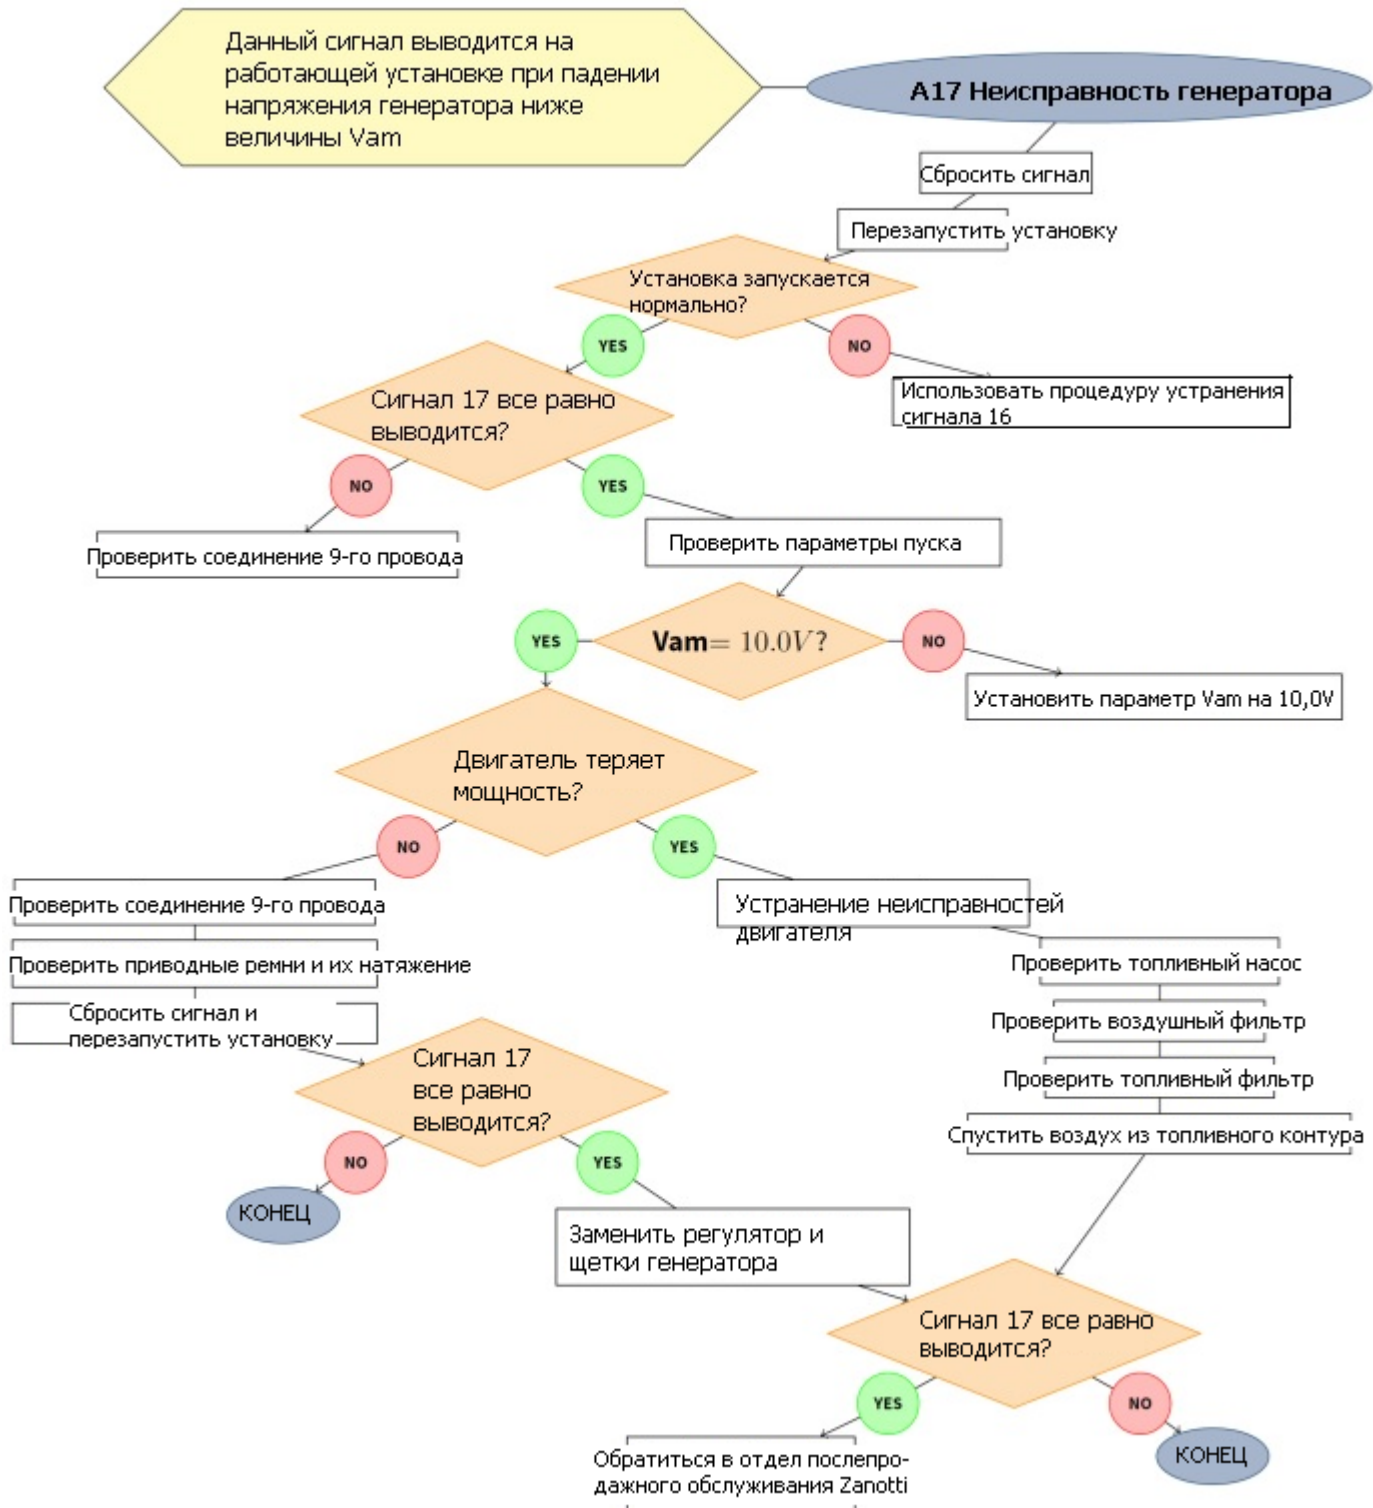 Данный сигнал выводится на
работающей установке при падении
напряжения генератора ниже
величины Vam
A17 Неисправность генератора
Сбросить сигнал
Перезапустить установку
Установка запускается
нормально?
YES
NO
Сигнал 17 все равно
выводится?
Использовать процедуру устранения
сигнала 16
NO
YES
Проверить соединение 9-го провода
Проверить параметры пуска
YES
Vam= 10.0V?
NO
Установить параметр Vam на 10,0V
Двигатель теряет
мощность?
NO
YES
Проверить соединение 9-го провода
Проверить приводные ремни и их натяжение
Сбросить сигнал и
перезапустить установку
Устранение неисправностей
двигателя
Проверить топливный насос
Проверить воздушный фильтр
Проверить топливный фильтр
Спустить воздух из топливного контура
Сигнал 17
все равно
выводится?
NO
YES
КОНЕЦ
Заменить регулятор и
щетки генератора
Сигнал 17 все равно
выводится?
YES
NO
Обратиться в отдел послепро-
дажного обслуживания Zanotti
КОНЕЦ